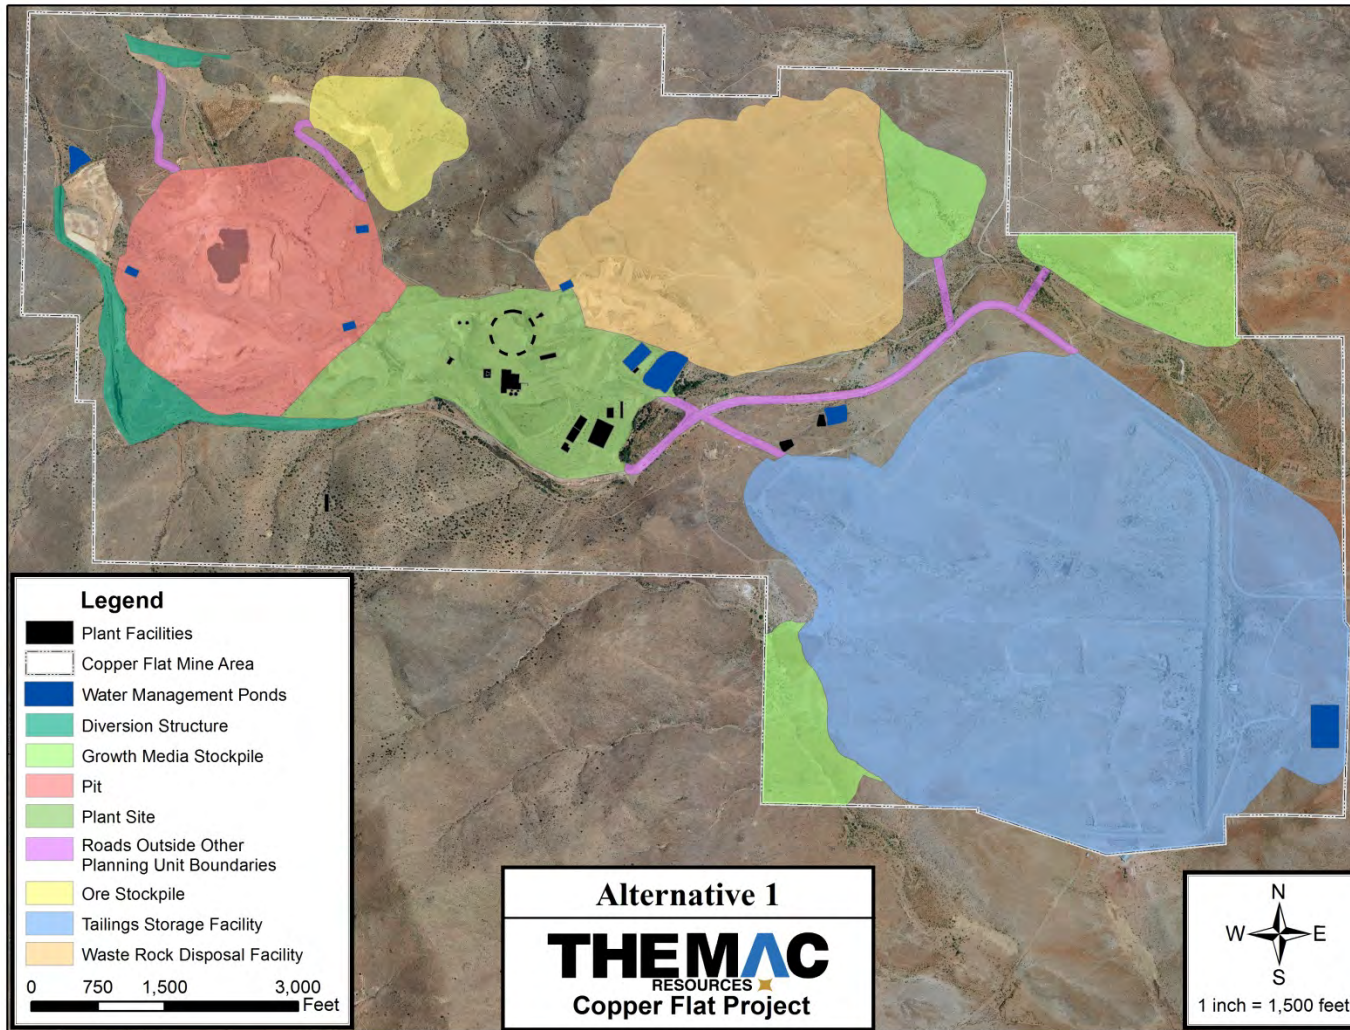 Legend
Plant Facilities
Copper Flat Mine Area
Water Management Ponds
Diversion Structure
Growth Media Stockpile
Pit
Plant Site
Roads Outside Other
Planning Unit Boundaries
Ore Stockpile
Tailings Storage Facility
Waste Rock Disposal Facility
0 750 1,500 3,000
Feet
Alternative 1
THEMAC
RESOURCES
Copper Flat Project
N
W E
S
1 inch = 1,500 feet